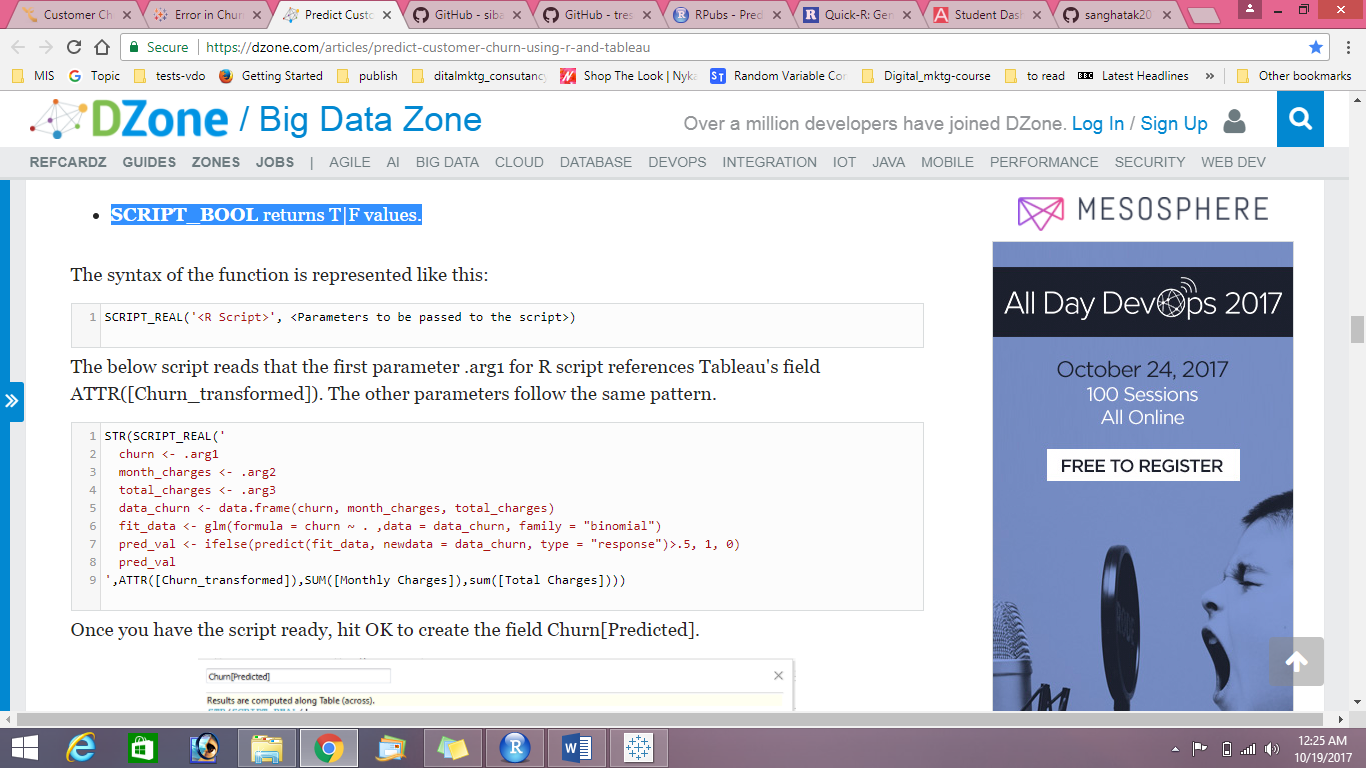 Customer Ch
Error in Chur
Predict Custo
GitHub - siba
GitHub - tres
RPubs - Pred
Quick-R: Ger
Student Dash
sanghatak20
Secure
https://dzone.com/articles/predict-customer-churn-using-r-and-tableau
MIS
Topic
tests-vdo
Getting Started
publish
ditalmktg_consutanc
Shop The Look | Nyka
ST Random Variable Cor
Digital_mktg-course
to read
BBC Latest Headlines
»
Other bookmarks
DZone / Big Data Zone
Over a million developers have joined DZone. Log In / Sign Up
REFCARDZ GUIDES ZONES JOBS | AGILE AI BIG DATA CLOUD DATABASE DEVOPS INTEGRATION IOT JAVA MOBILE PERFORMANCE SECURITY WEB DEV
• SCRIPT_BOOL returns T|F values.
The syntax of the function is represented like this:
1 SCRIPT_REAL('<R Script>', <Parameters to be passed to the script>)
The below script reads that the first parameter .arg1 for R script references Tableau's field
ATTR([Churn_transformed]). The other parameters follow the same pattern.
1 STR(SCRIPT_REAL('
2 churn <- .arg1
3 month_charges <- .arg2
4 total_charges <- .arg3
5 data_churn <- data.frame(churn, month_charges, total_charges)
6 fit_data <- glm(formula = churn ~ . ,data = data_churn, family = "binomial")
7 pred_val <- ifelse(predict(fit_data, newdata = data_churn, type = "response")>.5, 1, 0)
8 pred_val
9 ',ATTR([Churn_transformed]),SUM([Monthly Charges]),sum([Total Charges])))
Once you have the script ready, hit OK to create the field Churn[Predicted].
Churn[Predicted]
Results are computed along Table (across).
MESOSPHERE
All Day DevOps 2017
October 24, 2017
100 Sessions
All Online
FREE TO REGISTER
12:25 AM
10/19/2017